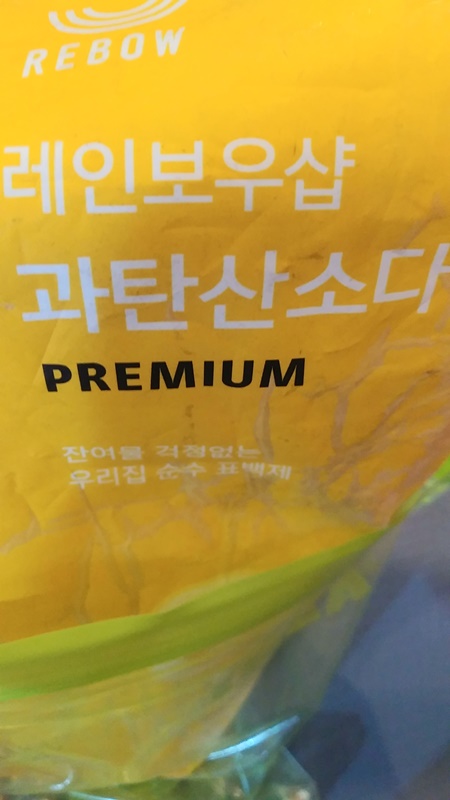 REBOW
레인보우샵
과탄산소다
PREMIUM
잔여물 걱정없는
우리집 순수 표백제